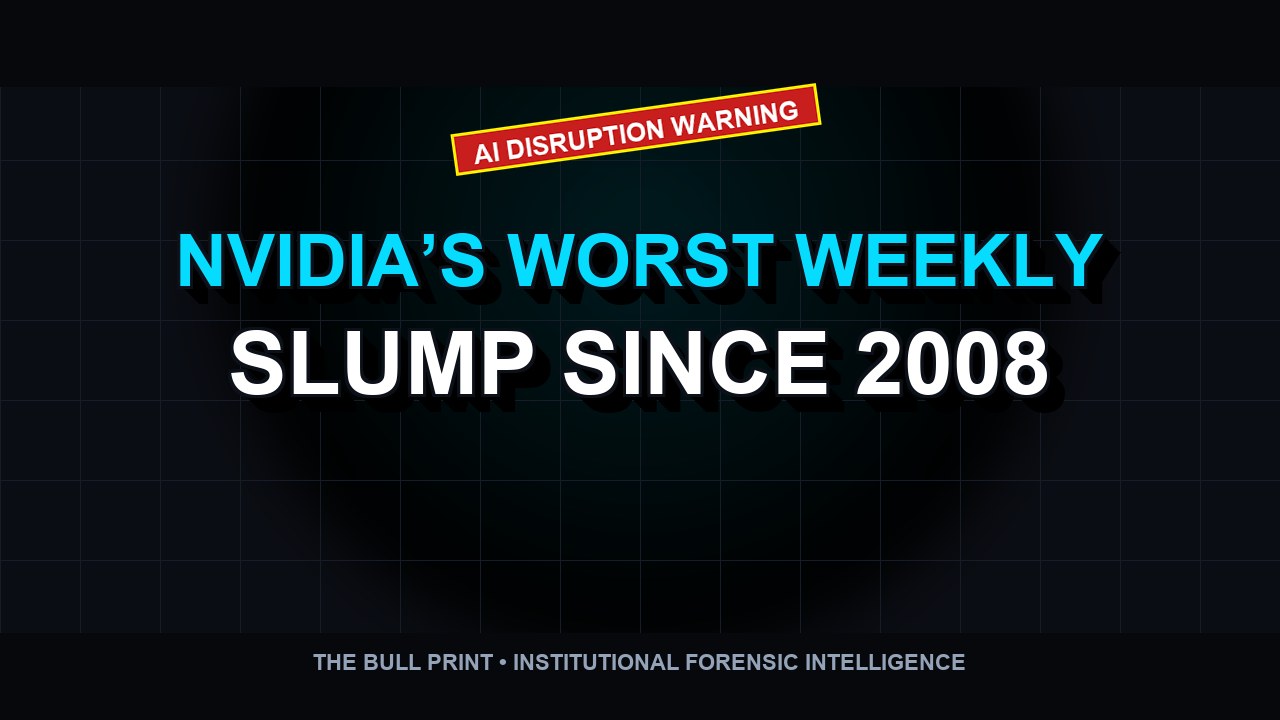 AI DISRUPTION WARNING
NVIDIA’S WORST WEEKLY
SLUMP SINCE 2008
THE BULL PRINT • INSTITUTIONAL FORENSIC INTELLIGENCE